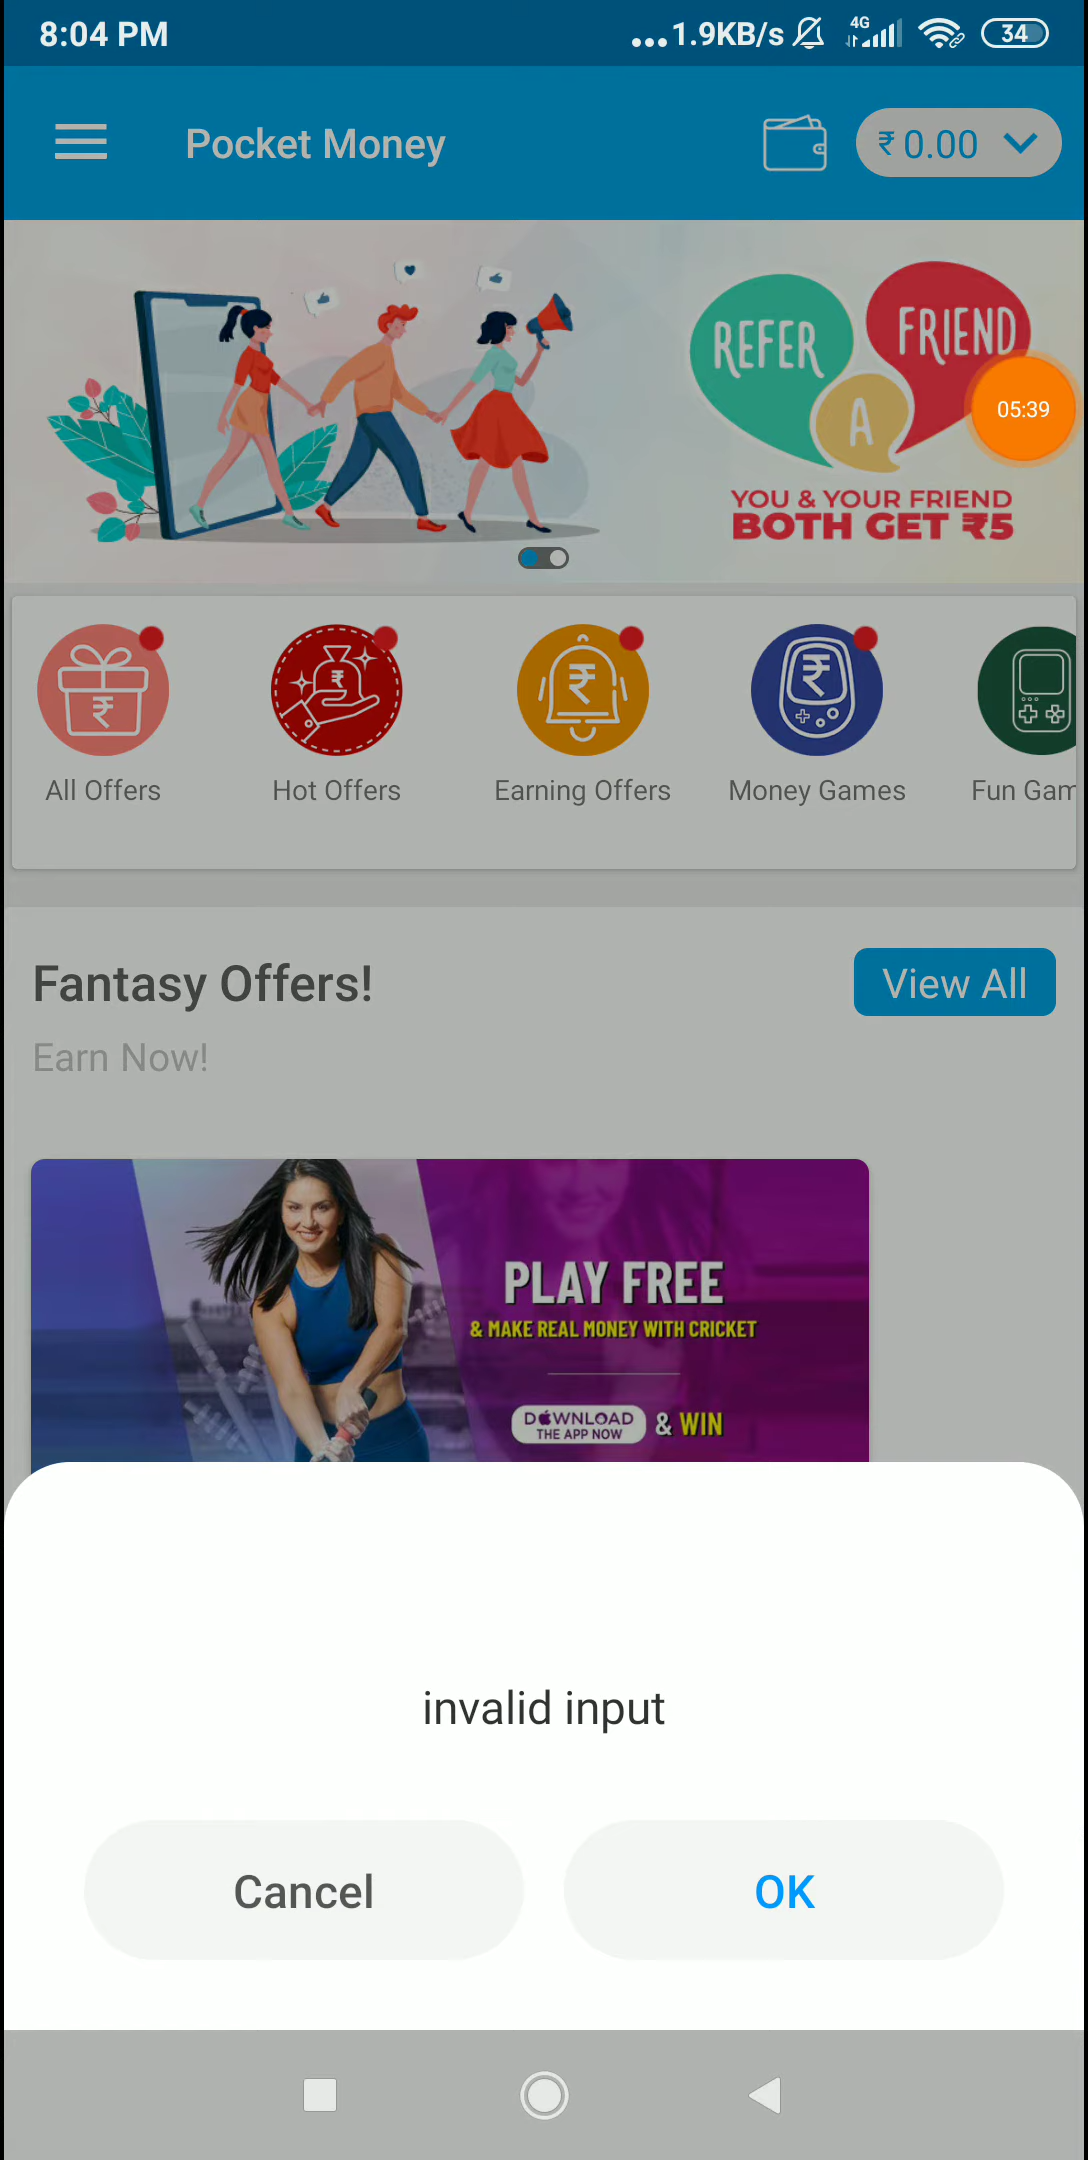 8:04 PM
...1.9KB/s 4G 34
Pocket Money
₹ 0.00
REFER A FRIEND
05:39
YOU & YOUR FRIEND
BOTH GET ₹5
All Offers
Hot Offers
Earning Offers
Money Games
Fun Gam
Fantasy Offers!
View All
Earn Now!
PLAY FREE
& MAKE REAL MONEY WITH CRICKET
DOWNLOAD
THE APP NOW
& WIN
invalid input
Cancel
OK